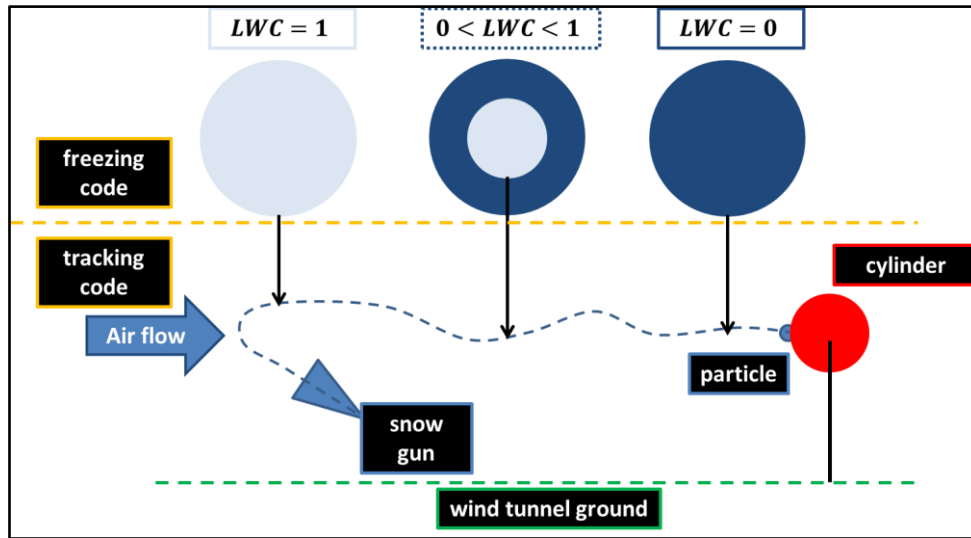 LWC = 1
0 < LWC < 1
LWC = 0
freezing
code
tracking
code
cylinder
Air flow
particle
snow
gun
wind tunnel ground